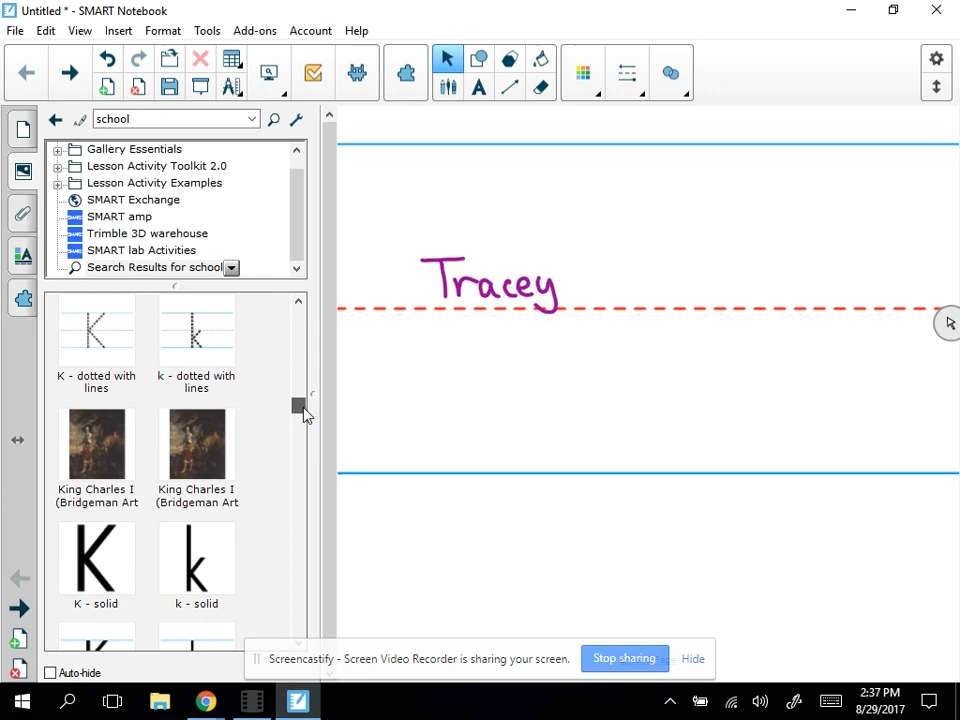 Untitled * - SMART Notebook
File Edit View Insert Format Tools Add-ons Account Help
school
Gallery Essentials
Lesson Activity Toolkit 2.0
Lesson Activity Examples
SMART Exchange
SMART amp
Trimble 3D warehouse
SMART lab Activities
Search Results for school
Tracey
K k
K - dotted with lines
k - dotted with lines
King Charles I (Bridgeman Art
King Charles I (Bridgeman Art
K k
K - solid
k - solid
Screencastify - Screen Video Recorder is sharing your screen. Stop sharing Hide
Auto-hide
2:37 PM
8/29/2017